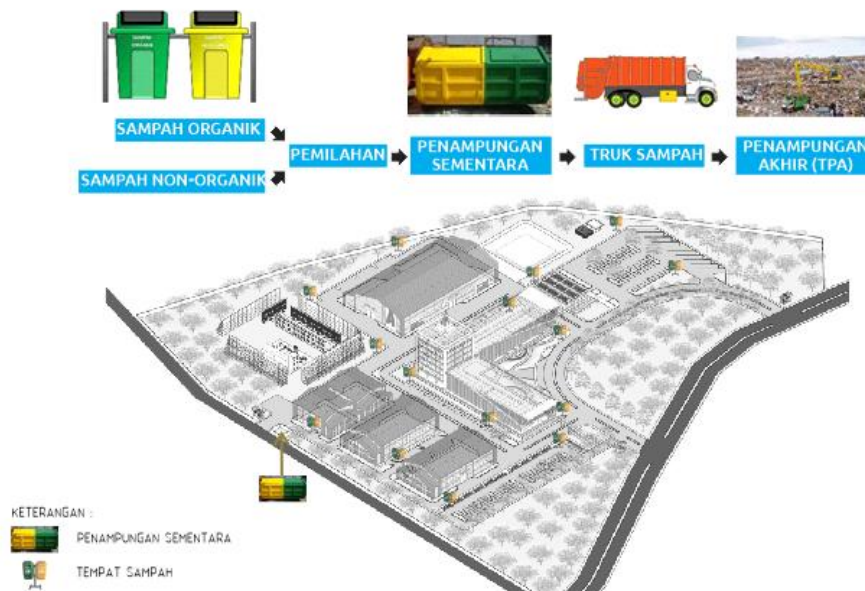 SAMPAH ORGANIK
SAMPAH NON-ORGANIK
PEMILAHAN
PENAMPUNGAN
SEMENTARA
TRUK SAMPAH
PENAMPUNGAN
AKHIR (TPA)
KETERANGAN :
PENAMPUNGAN SEMENTARA
TEMPAT SAMPAH